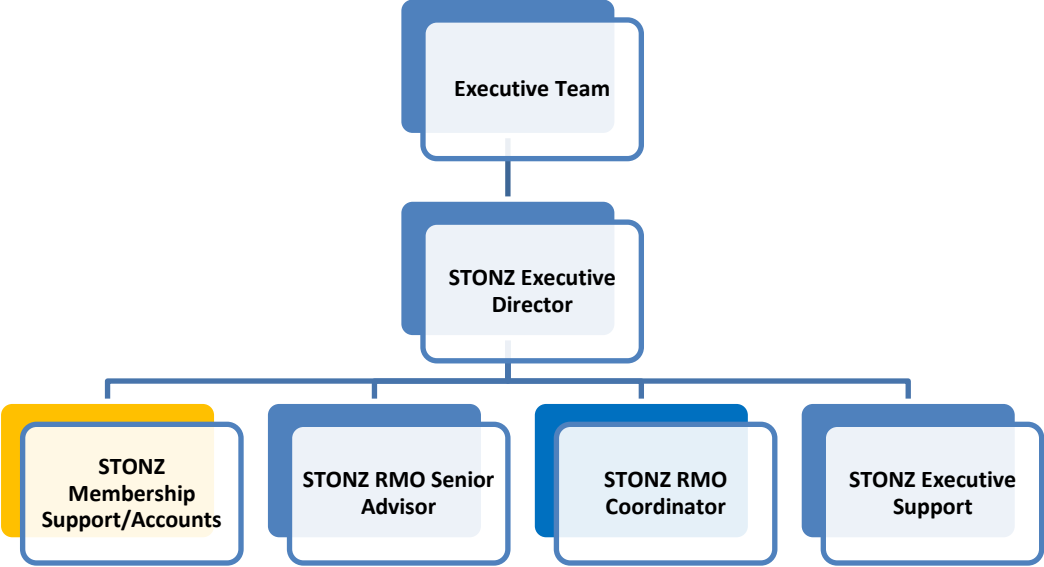 Executive Team
STONZ Executive
Director
STONZ
Membership
Support/Accounts
STONZ RMO Senior
Advisor
STONZ RMO
Coordinator
STONZ Executive
Support